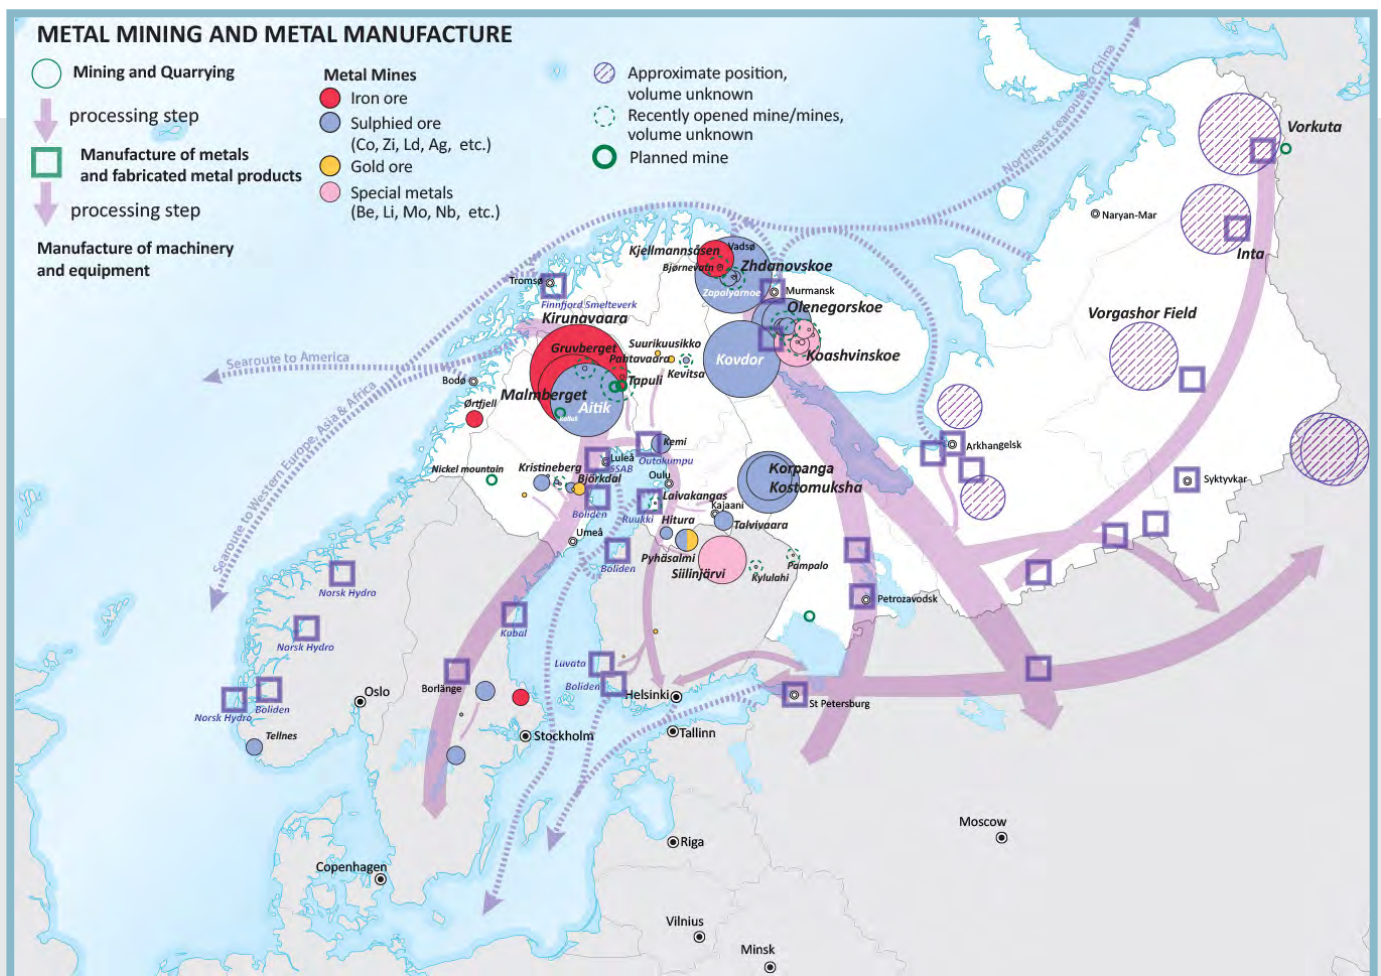 METAL MINING AND METAL MANUFACTURE
Mining and Quarrying
processing step
Manufacture of metals
and fabricated metal products
processing step
Manufacture of machinery
and equipment
Metal Mines
Iron ore
Sulphied ore
(Co, Zi, Ld, Ag, etc.)
Gold ore
Special metals
(Be, Li, Mo, Nb, etc.)
Approximate position,
volume unknown
Recently opened mine/mines,
volume unknown
Planned mine
Northeast searoute to China
Vorkuta
Naryan-Mar
Inta
Vorgashor Field
Kjellmannsåsen
Vadsø
Bjørnevatn
Zhdanovskoe
Zapolyarnoe
Murmansk
Olenegorskoe
Koashvinskoe
Kovdor
Tromsø
Finnfjord Smelteverk
Kirunavaara
Gruvberget
Suurikuusikko
Pahtavaara
Kevitsa
Tapuli
Malmberget
Aitik
Searoute to America
Searoute to Western Europe, Asia & Africa
Bodø
Ørtfjell
Nickel mountain
Kristineberg
Björkdal
Luleå
SSAB
Kemi
Outokumpu
Oulu
Boliden
Ruukki
Laivakangas
Kajaani
Talvivaara
Hitura
Umeå
Boliden
Pyhäsalmi
Siilinjärvi
Kylulahi
Pampalo
Korpanga
Kostomuksha
Arkhangelsk
Syktyvkar
Petrozavodsk
Norsk Hydro
Norsk Hydro
Kubal
Luvata
Boliden
Helsinki
St Petersburg
Borlänge
Oslo
Norsk Hydro
Boliden
Tellnes
Stockholm
Tallinn
Moscow
Riga
Copenhagen
Vilnius
Minsk